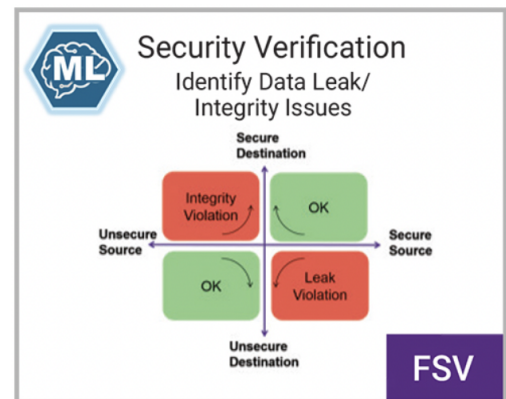 ML
Security Verification
Identify Data Leak/
Integrity Issues
Secure
Destination
Integrity
Violation
OK
Unsecure
Source
Secure
Source
OK
Leak
Violation
Unsecure
Destination
FSV